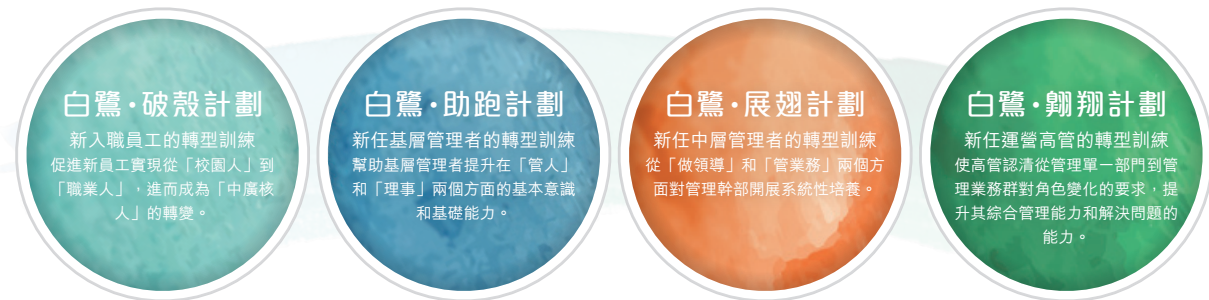 白鷺·破殼計劃
新入職員工的轉型訓練
促進新員工實現從「校園人」到
「職業人」，進而成為「中廣核
人」的轉變。
白鷺·助跑計劃
新任基層管理者的轉型訓練
幫助基層管理者提升在「管人」
和「理事」兩個方面的基本意識
和基礎能力。
白鷺·展翅計劃
新任中層管理者的轉型訓練
從「做領導」和「管業務」兩個方
面對管理幹部開展系統性培養。
白鷺·翱翔計劃
新任運營高管的轉型訓練
使高管認清從管理單一部門到管
理業務群對角色變化的要求，提
升其綜合管理能力和解決問題的
能力。